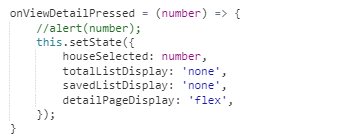 onViewDetailPressed = (number) => {
    //alert(number);
    this.setState({
        houseSelected: number,
        totalListDisplay: 'none',
        savedListDisplay: 'none',
        detailPageDisplay: 'flex',
    });
}